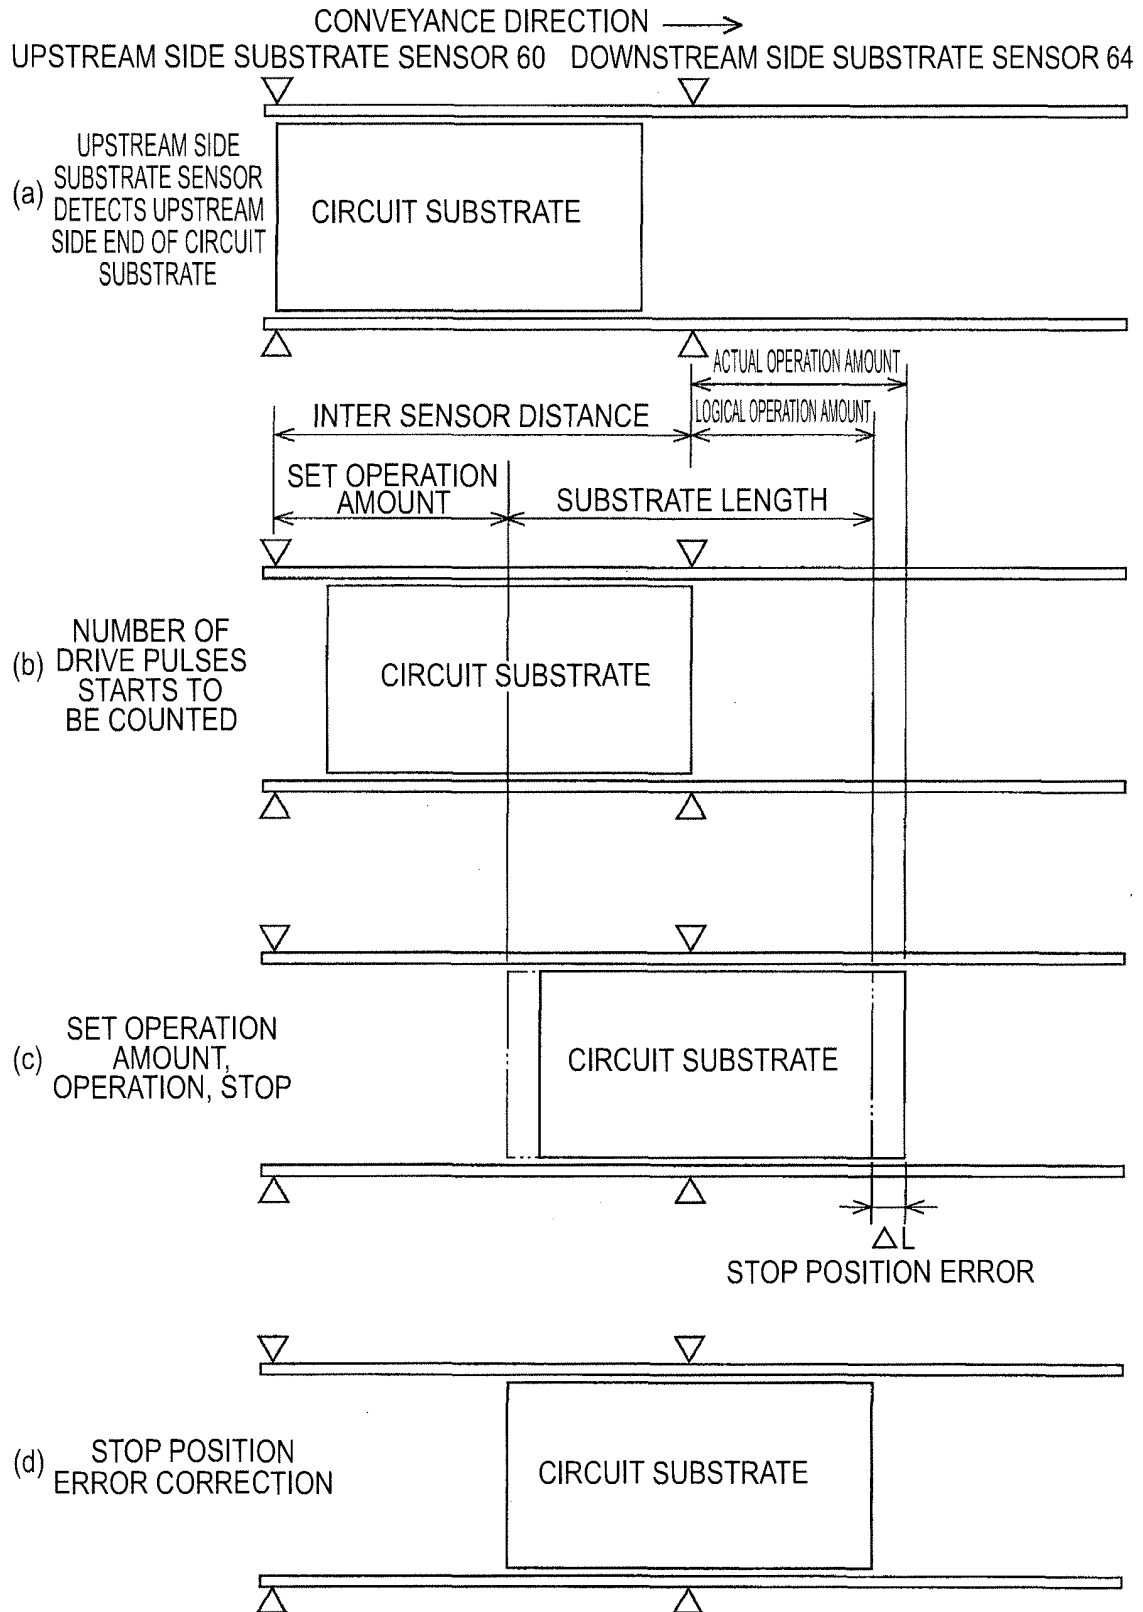 CONVEYANCE DIRECTION
UPSTREAM SIDE SUBSTRATE SENSOR 60 DOWNSTREAM SIDE SUBSTRATE SENSOR 64
(a)
UPSTREAM SIDE
SUBSTRATE SENSOR
DETECTS UPSTREAM
SIDE END OF CIRCUIT
SUBSTRATE
CIRCUIT SUBSTRATE
ACTUAL OPERATION AMOUNT
INTER SENSOR DISTANCE
LOGICAL OPERATION AMOUNT
SET OPERATION
AMOUNT
SUBSTRATE LENGTH
(b)
NUMBER OF
DRIVE PULSES
STARTS TO
BE COUNTED
CIRCUIT SUBSTRATE
(c)
SET OPERATION
AMOUNT,
OPERATION, STOP
CIRCUIT SUBSTRATE
△L
STOP POSITION ERROR
(d)
STOP POSITION
ERROR CORRECTION
CIRCUIT SUBSTRATE